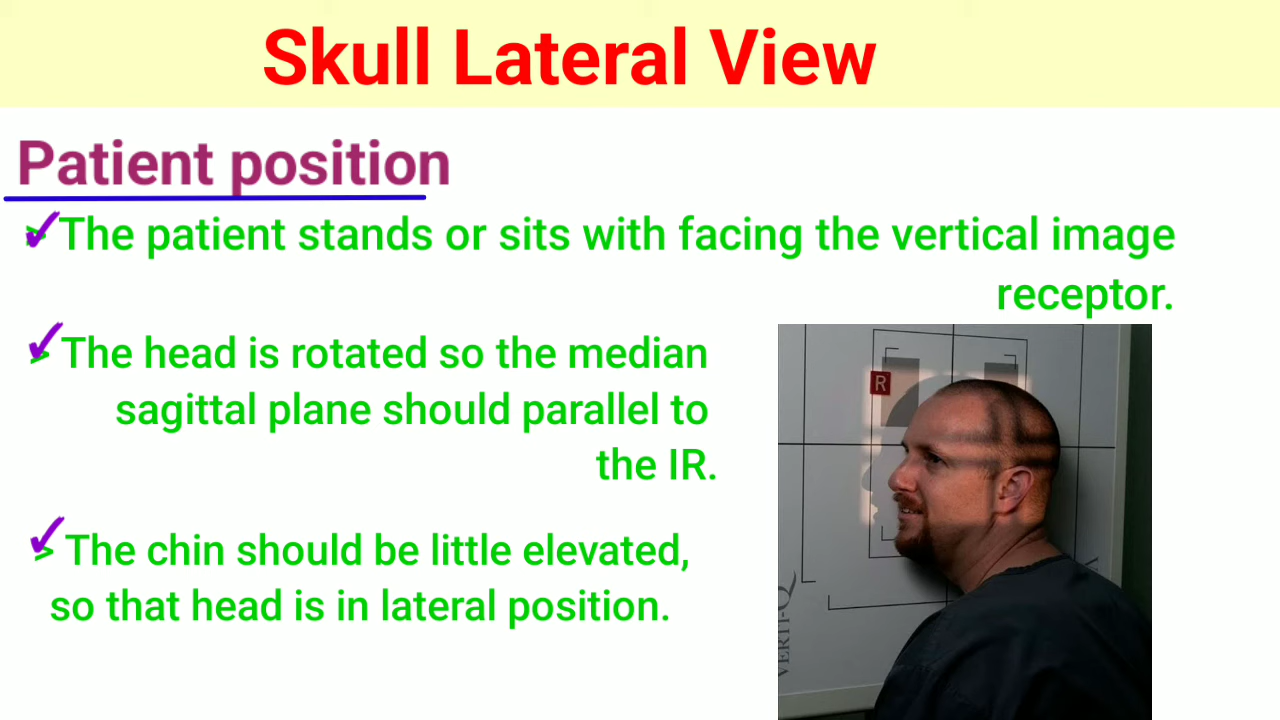 Skull Lateral View
Patient position
> The patient stands or sits with facing the vertical image
receptor.
> The head is rotated so the median
sagittal plane should parallel to
the IR.
> The chin should be little elevated,
so that head is in lateral position.
R
VERTI-Q